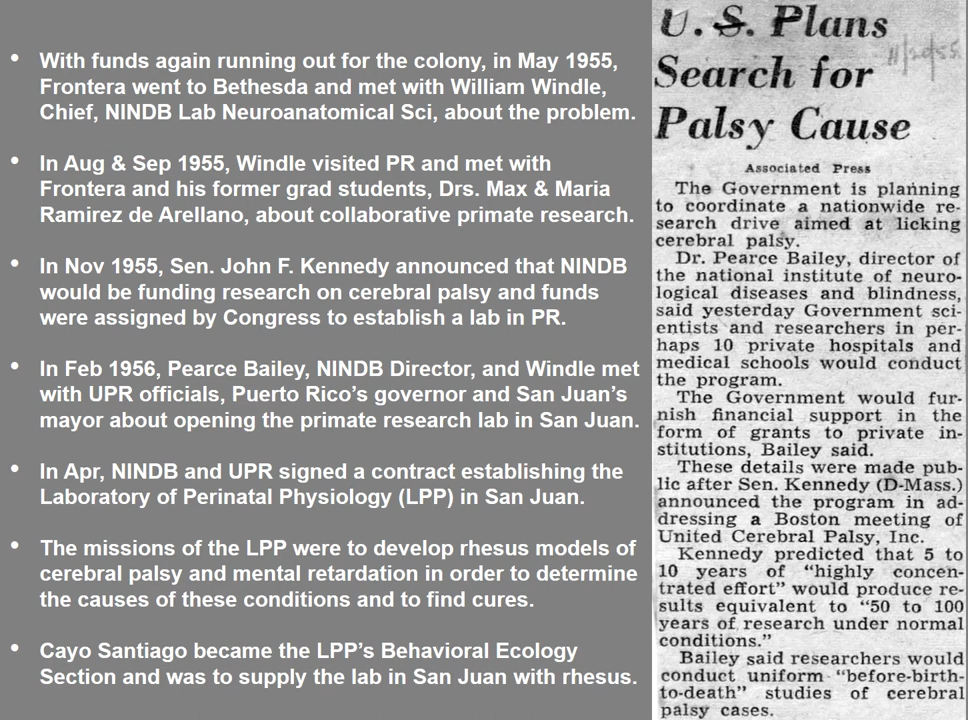 • With funds again running out for the colony, in May 1955,
Frontera went to Bethesda and met with William Windle,
Chief, NINDB Lab Neuroanatomical Sci, about the problem.
• In Aug & Sep 1955, Windle visited PR and met with
Frontera and his former grad students, Drs. Max & Maria
Ramirez de Arellano, about collaborative primate research.
• In Nov 1955, Sen. John F. Kennedy announced that NINDB
would be funding research on cerebral palsy and funds
were assigned by Congress to establish a lab in PR.
• In Feb 1956, Pearce Bailey, NINDB Director, and Windle met
with UPR officials, Puerto Rico’s governor and San Juan’s
mayor about opening the primate research lab in San Juan.
• In Apr, NINDB and UPR signed a contract establishing the
Laboratory of Perinatal Physiology (LPP) in San Juan.
• The missions of the LPP were to develop rhesus models of
cerebral palsy and mental retardation in order to determine
the causes of these conditions and to find cures.
• Cayo Santiago became the LPP’s Behavioral Ecology
Section and was to supply the lab in San Juan with rhesus.
U. S. Plans
11/20/55
Search for
Palsy Cause
Associated Press
The Government is planning
to coordinate a nationwide re-
search drive aimed at licking
cerebral palsy.
Dr. Pearce Bailey, director of
the national institute of neuro-
logical diseases and blindness,
said yesterday Government sci-
entists and researchers in per-
haps 10 private hospitals and
medical schools would conduct
the program.
The Government would fur-
nish financial support in the
form of grants to private in-
stitutions, Bailey said.
These details were made pub-
lic after Sen. Kennedy (D-Mass.)
announced the program in ad-
dressing a Boston meeting of
United Cerebral Palsy, Inc.
Kennedy predicted that 5 to
10 years of “highly concen-
trated effort” would produce re-
sults equivalent to “50 to 100
years of research under normal
conditions.”
Bailey said researchers would
conduct uniform “before-birth-
to-death” studies of cerebral
palsy cases.